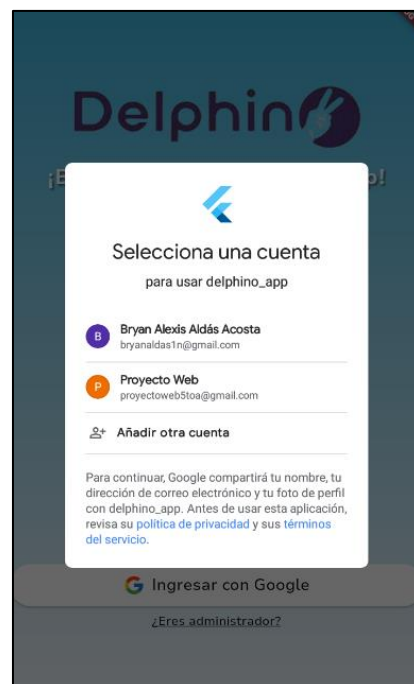 Delphino
¡E
o!
Selecciona una cuenta
para usar delphino_app
B
Bryan Alexis Aldás Acosta
bryanaldas1n@gmail.com
P
Proyecto Web
proyectoweb5toa@gmail.com
Añadir otra cuenta
Para continuar, Google compartirá tu nombre, tu
dirección de correo electrónico y tu foto de perfil
con delphino_app. Antes de usar esta aplicación,
revisa su política de privacidad y sus términos
del servicio.
G Ingresar con Google
¿Eres administrador?